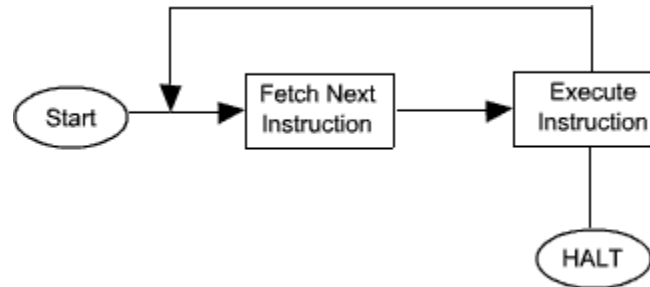 Start
Fetch Next
Instruction
Execute
Instruction
HALT